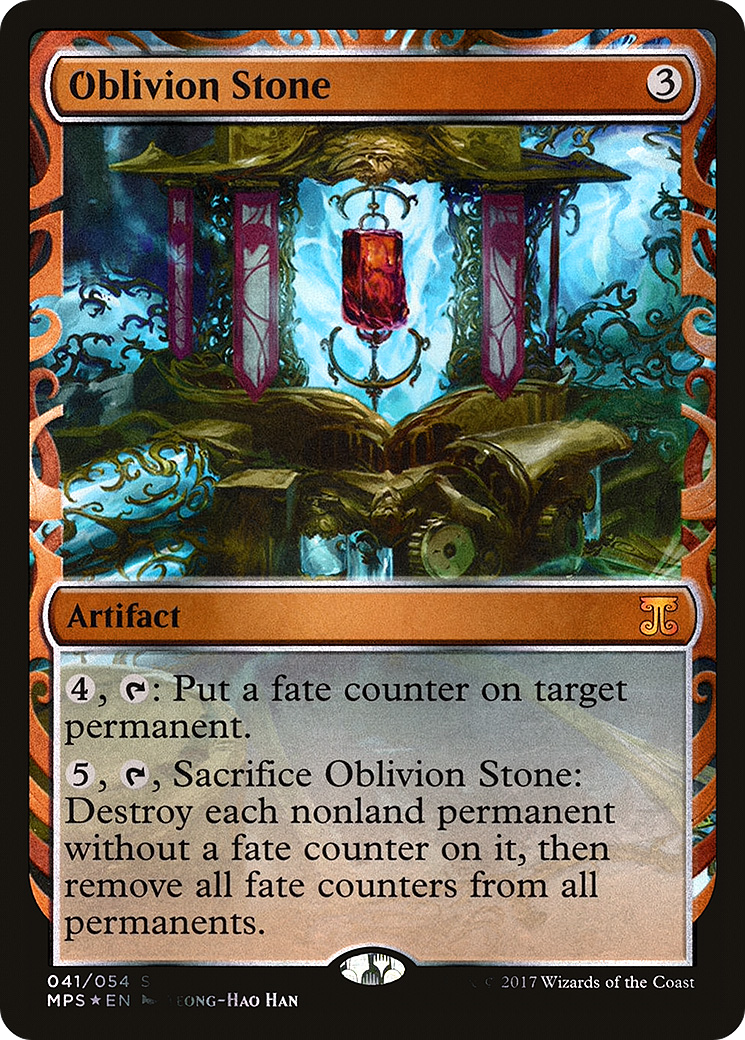 Oblivion Stone 3
Artifact
4, : Put a fate counter on target
permanent.
5, , Sacrifice Oblivion Stone:
Destroy each nonland permanent
without a fate counter on it, then
remove all fate counters from all
permanents.
041/054 S
MPS★EN
-Hao Han
2017 Wizards of the Coast